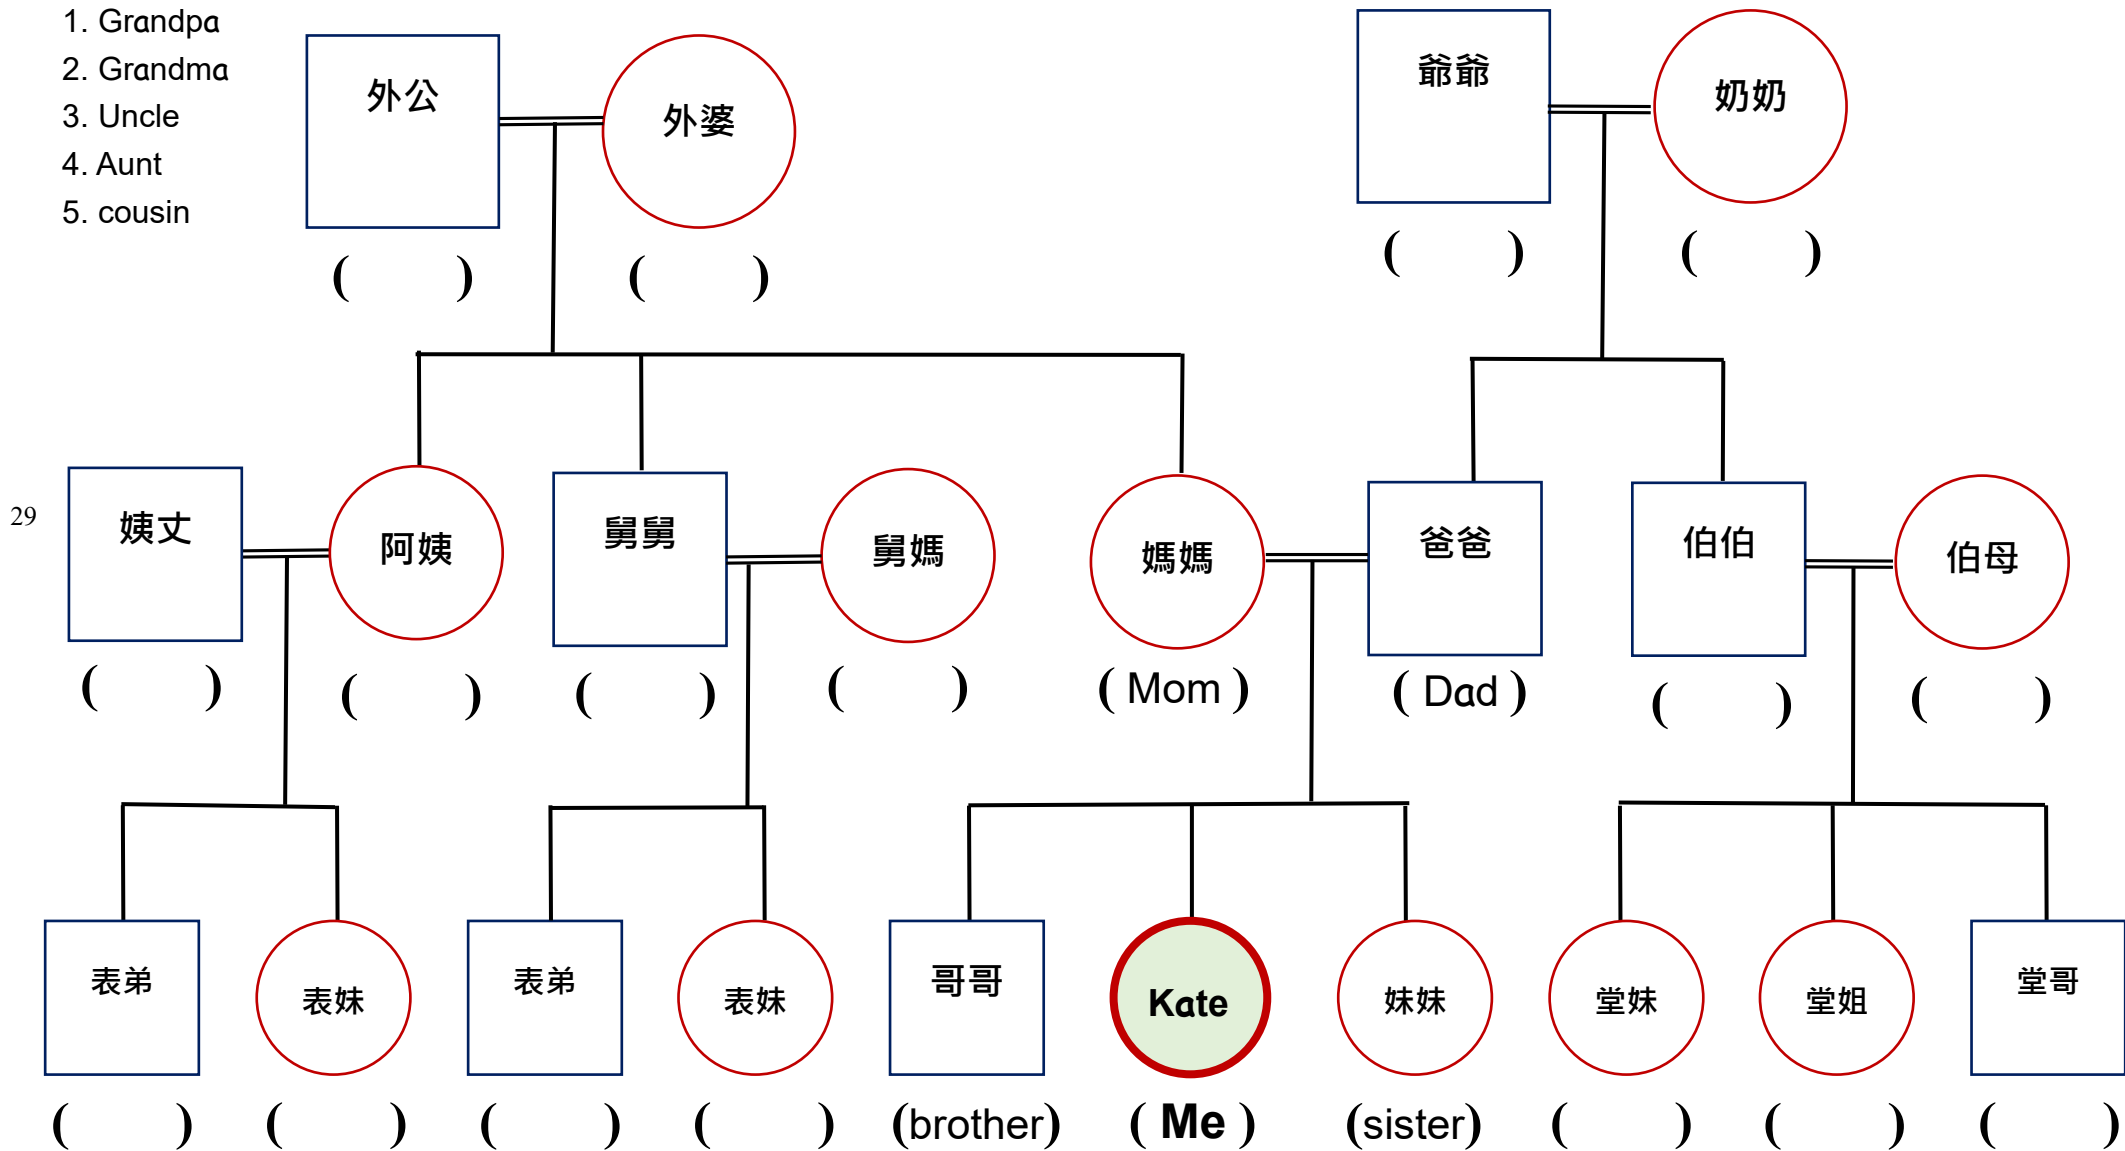 1. Grandpa
2. Grandma
3. Uncle
4. Aunt
5. cousin
外公
外婆
爺爺
奶奶
(     )
(     )
(     )
(     )
29
姨丈
阿姨
舅舅
舅媽
媽媽
爸爸
伯伯
伯母
(     )
(     )
(     )
(     )
( Mom )
( Dad )
(     )
(     )
表弟
表妹
表弟
表妹
哥哥
Kate
妹妹
堂妹
堂姐
堂哥
(     )
(     )
(     )
(     )
(brother)
( Me )
(sister)
(     )
(     )
(     )